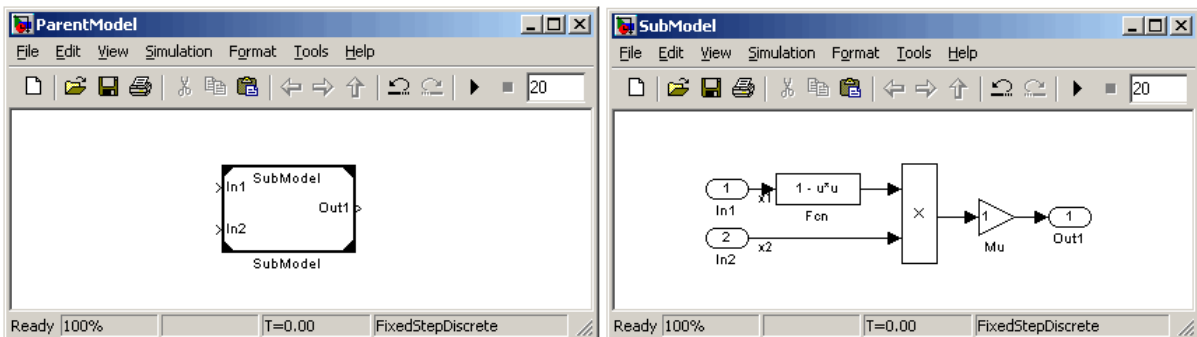 ParentModel
File Edit View Simulation Format Tools Help
20
SubModel
In1
Out1
In2
SubModel
Ready 100% T=0.00 FixedStepDiscrete
SubModel
File Edit View Simulation Format Tools Help
20
1
x1
1 - u*u
In1
Fcn
×
1
1
2
x2
Mu
Out1
In2
Ready 100% T=0.00 FixedStepDiscrete